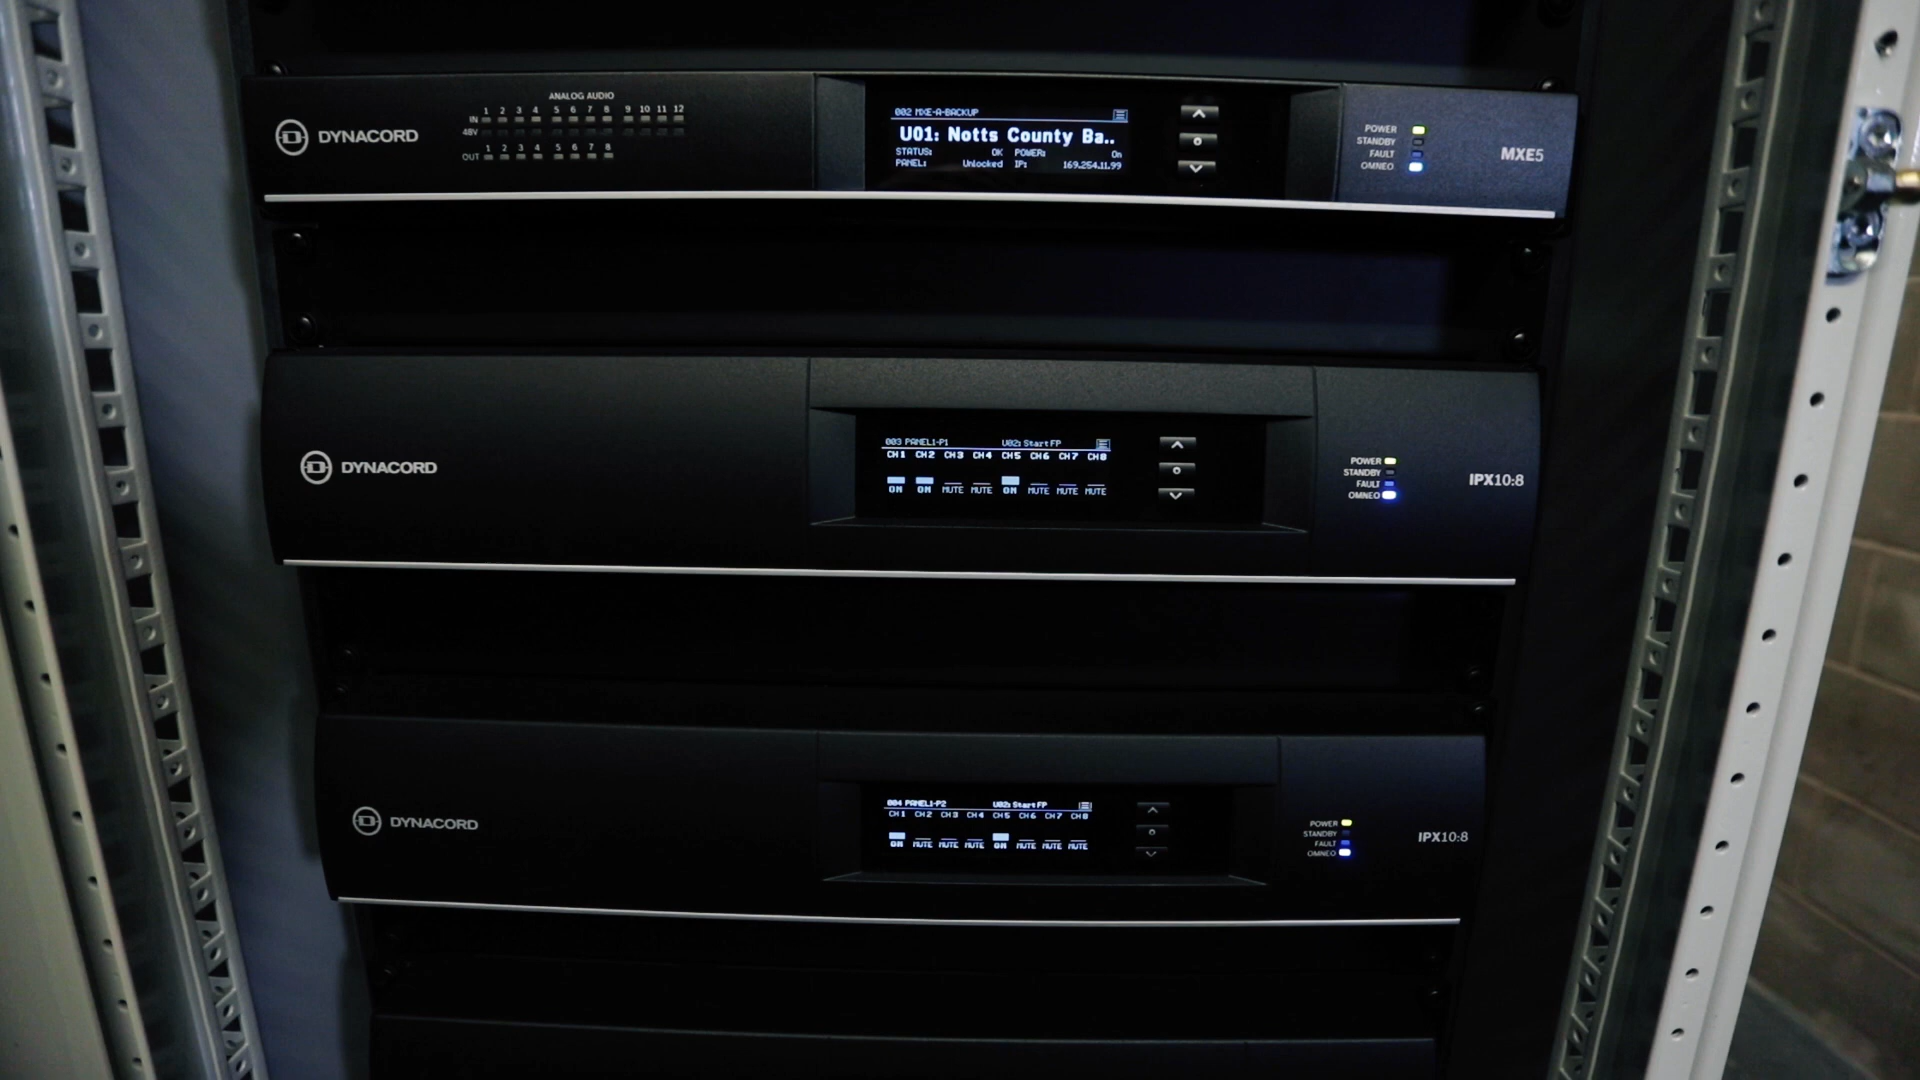 ANALOG AUDIO
1 2 3 4 5 6 7 8 9 10 11 12
IN
48V
1 2 3 4 5 6 7 8
OUT
DYNACORD
002 MXE-A-BACKUP
U01: Notts County Ba..
STATUS: OK POWER: On
PANEL: Unlocked IP: 169.254.11.99
POWER
STANDBY
FAULT
OMNEO
MXE5
DYNACORD
003 PANEL1-P1 U02: Start FP
CH1 CH2 CH3 CH4 CH5 CH6 CH7 CH8
ON ON MUTE MUTE ON MUTE MUTE MUTE
POWER
STANDBY
FAULT
OMNEO
IPX10:8
DYNACORD
004 PANEL1-P2 U02: Start FP
CH1 CH2 CH3 CH4 CH5 CH6 CH7 CH8
ON MUTE MUTE MUTE ON MUTE MUTE MUTE
POWER
STANDBY
FAULT
OMNEO
IPX10:8